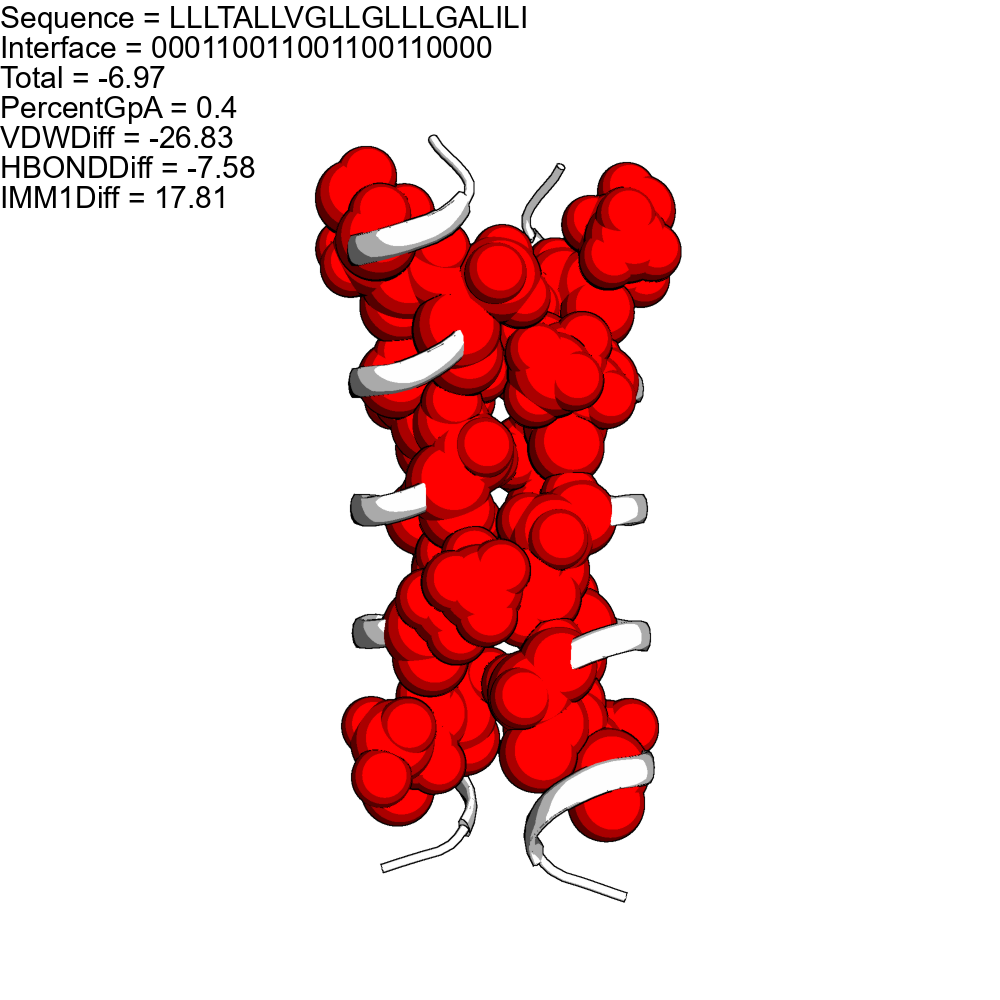 Sequence = LLLTALLVGLLGLLLGALILI
Interface = 000110011001100110000
Total = -6.97
PercentGpA = 0.4
VDWDiff = -26.83
HBONDDiff = -7.58
IMM1Diff = 17.81